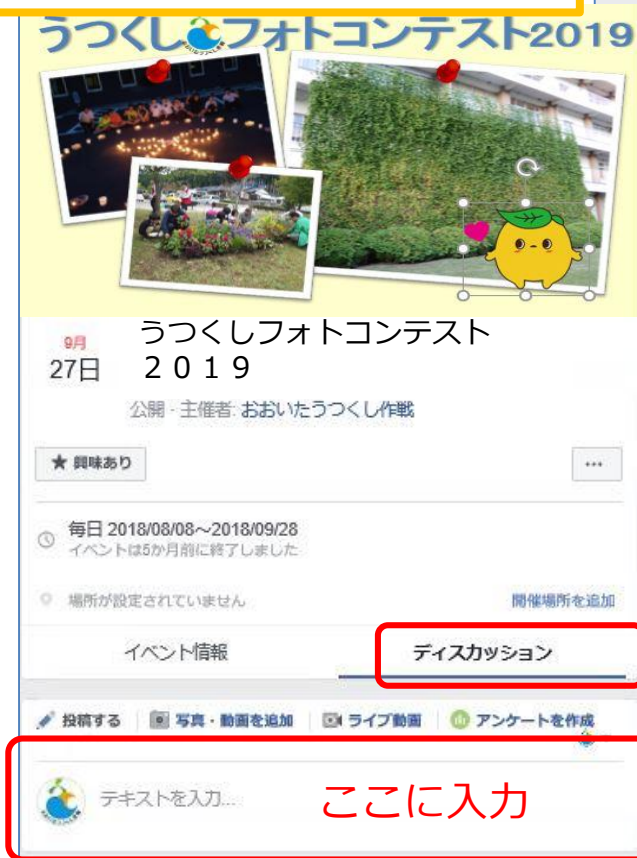 うつくしフォトコンテスト2019
9月
27日
うつくしフォトコンテスト
２０１９
公開 · 主催者: おおいたうつくし作戦
★ 興味あり
...
毎日 2018/08/08～2018/09/28
イベントは5か月前に終了しました
場所が設定されていません
開催場所を追加
イベント情報
ディスカッション
投稿する 写真・動画を追加 ライブ動画 アンケートを作成
テキストを入力...
ここに入力